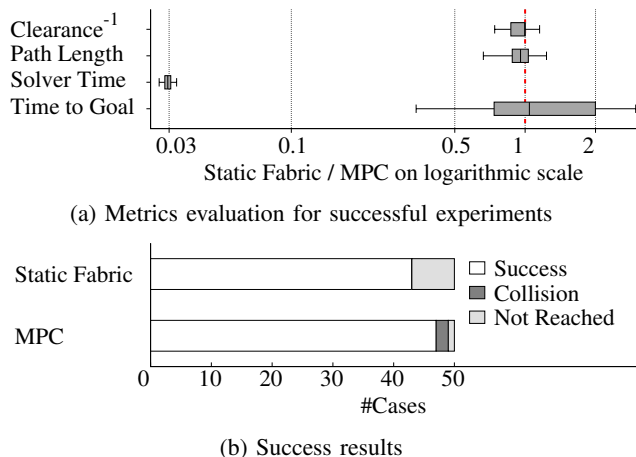 Clearance⁻¹
Path Length
Solver Time
Time to Goal
0.03 0.1 0.5 1 2
Static Fabric / MPC on logarithmic scale
(a) Metrics evaluation for successful experiments
Static Fabric
MPC
Success
Collision
Not Reached
0 10 20 30 40 50
#Cases
(b) Success results